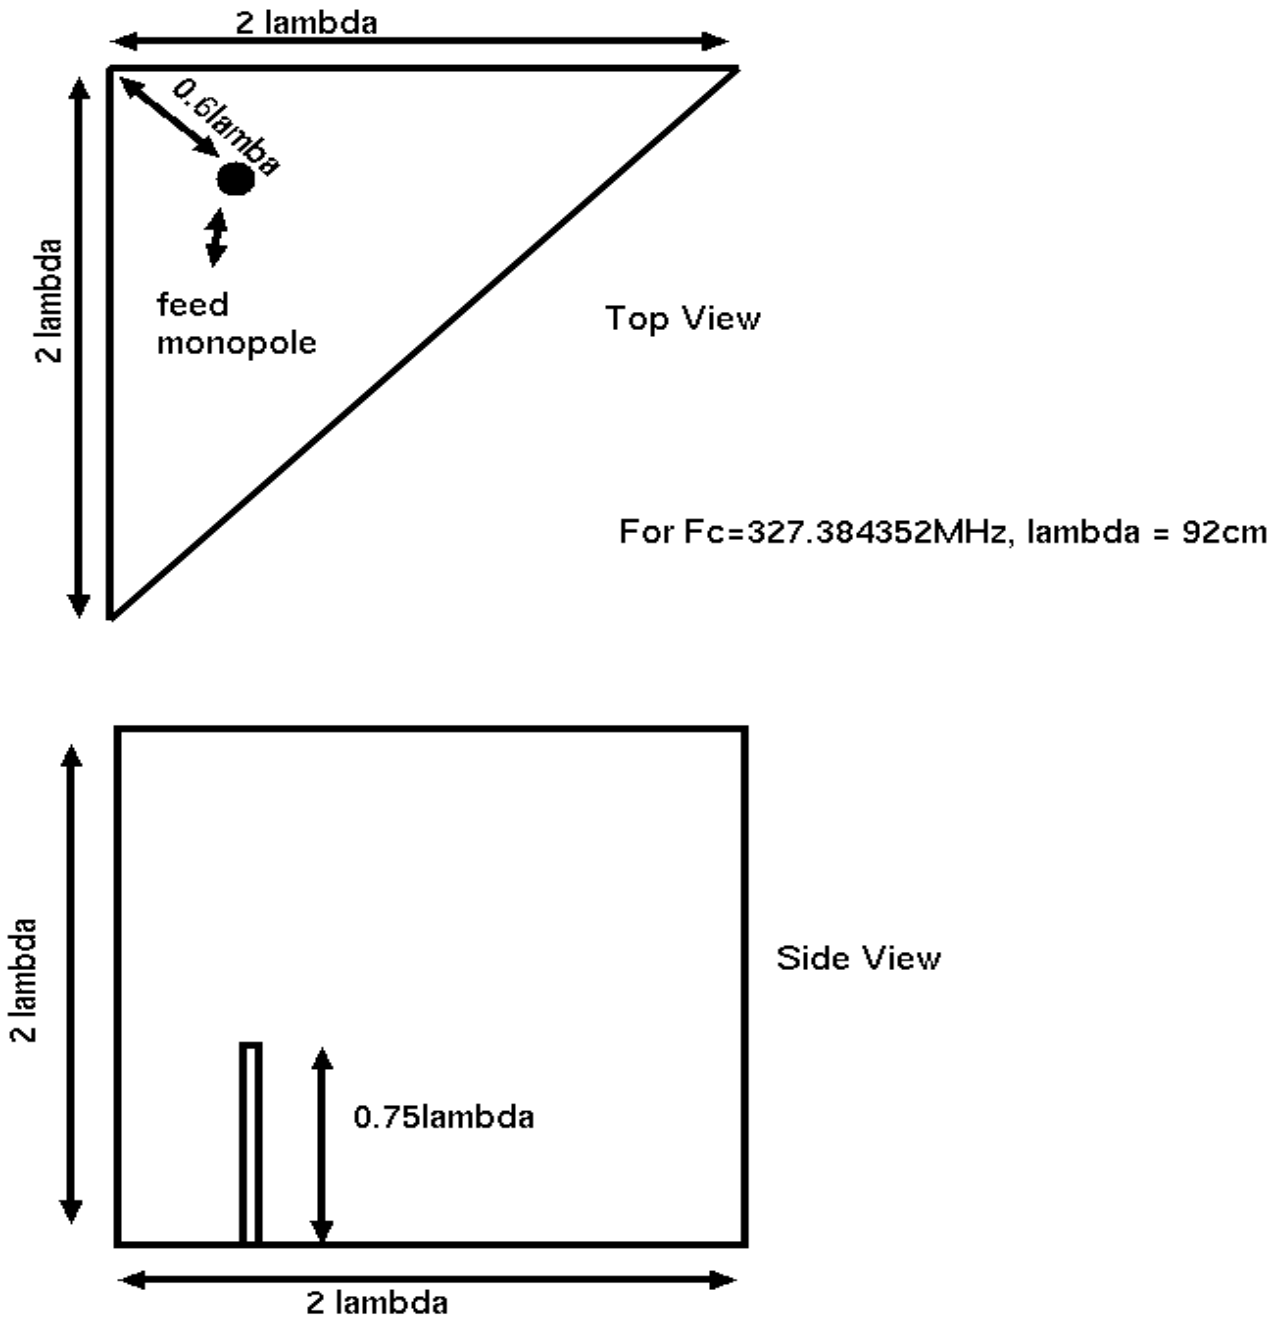 2 lambda
0.6lamba
2 lambda
feed
monopole
Top View
For Fc=327.384352MHz, lambda = 92cm
2 lambda
Side View
0.75lambda
2 lambda